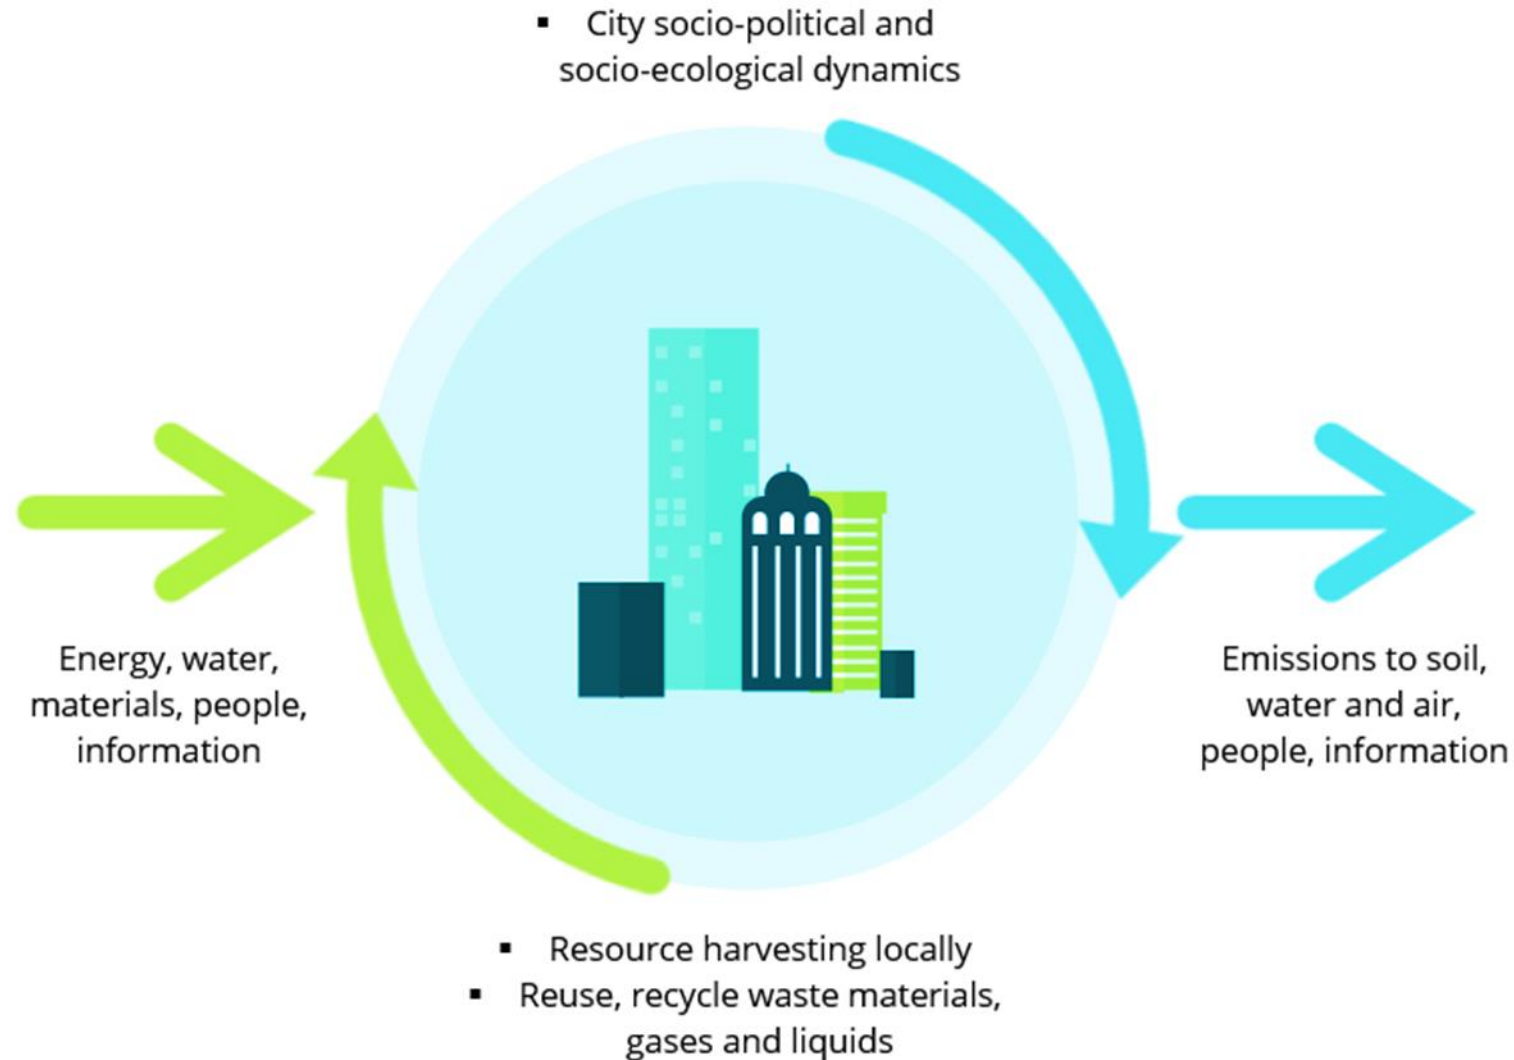 ▪ City socio-political and
socio-ecological dynamics
Energy, water,
materials, people,
information
Emissions to soil,
water and air,
people, information
▪ Resource harvesting locally
▪ Reuse, recycle waste materials,
gases and liquids